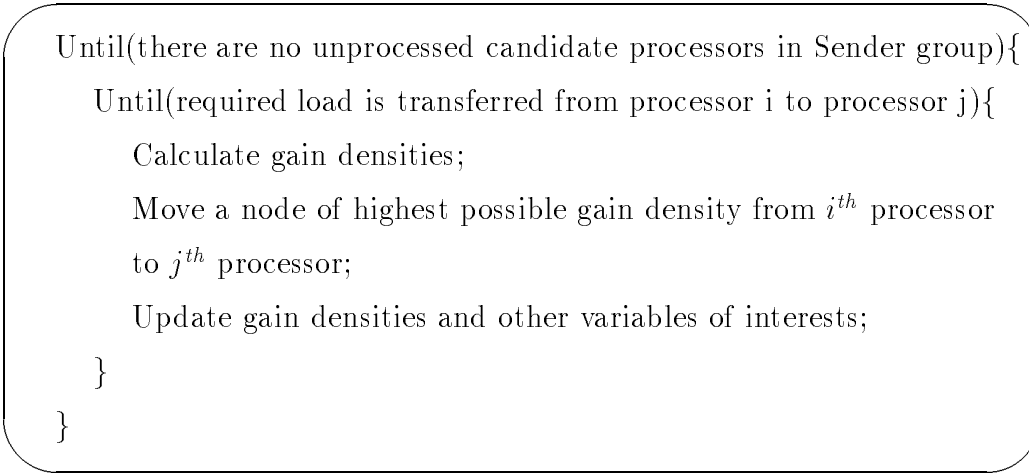 Until(there are no unprocessed candidate processors in Sender group){
Until(required load is transferred from processor i to processor j){
Calculate gain densities;
Move a node of highest possible gain density from i^th processor
to j^th processor;
Update gain densities and other variables of interests;
}
}